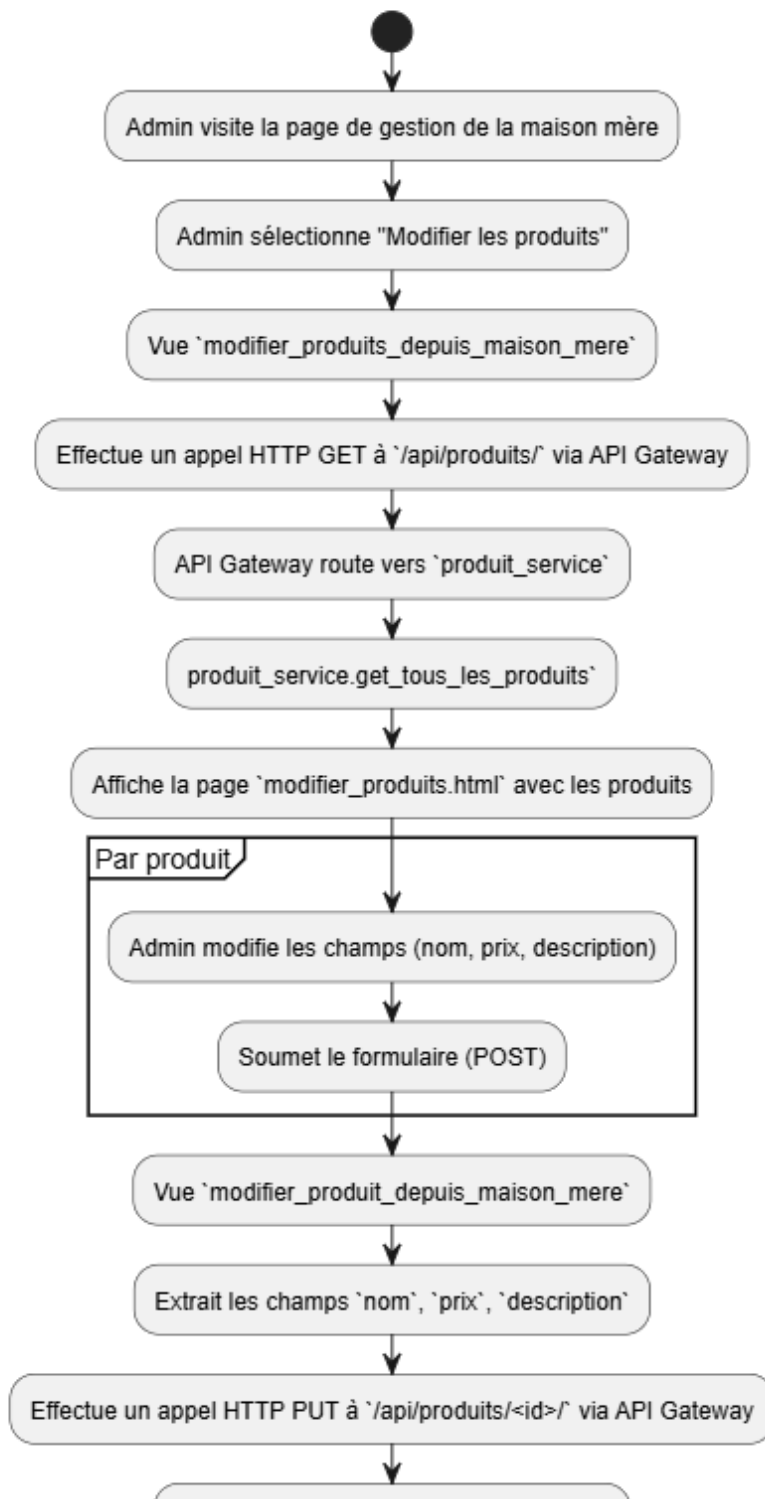 Admin visite la page de gestion de la maison mère
Admin sélectionne "Modifier les produits"
Vue `modifier_produits_depuis_maison_mere`
Effectue un appel HTTP GET à `/api/produits/` via API Gateway
API Gateway route vers `produit_service`
produit_service.get_tous_les_produits`
Affiche la page `modifier_produits.html` avec les produits
Par produit
Admin modifie les champs (nom, prix, description)
Soumet le formulaire (POST)
Vue `modifier_produit_depuis_maison_mere`
Extrait les champs `nom`, `prix`, `description`
Effectue un appel HTTP PUT à `/api/produits/<id>/` via API Gateway